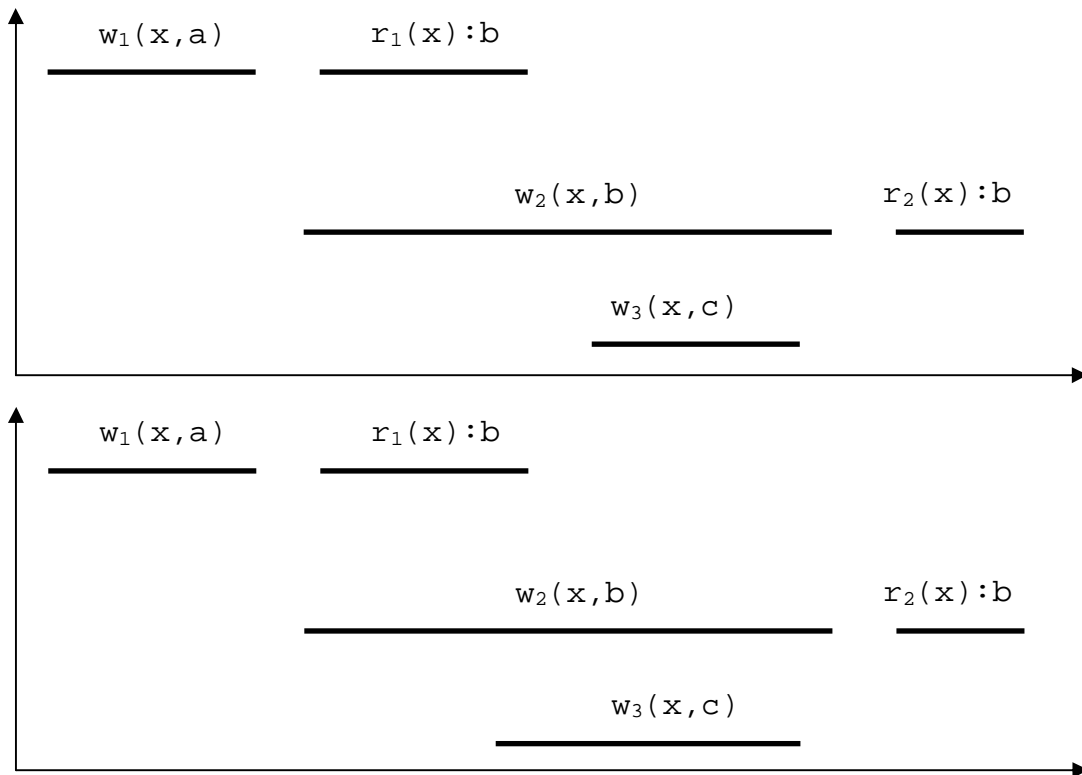 w₁(x,a) r₁(x):b
w₂(x,b) r₂(x):b
w₃(x,c)
w₁(x,a) r₁(x):b
w₂(x,b) r₂(x):b
w₃(x,c)